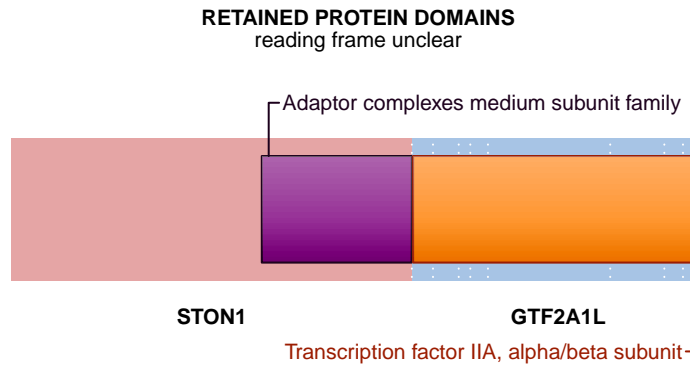 RETAINED PROTEIN DOMAINS
reading frame unclear
Adaptor complexes medium subunit family
STON1
GTF2A1L
Transcription factor IIA, alpha/beta subunit